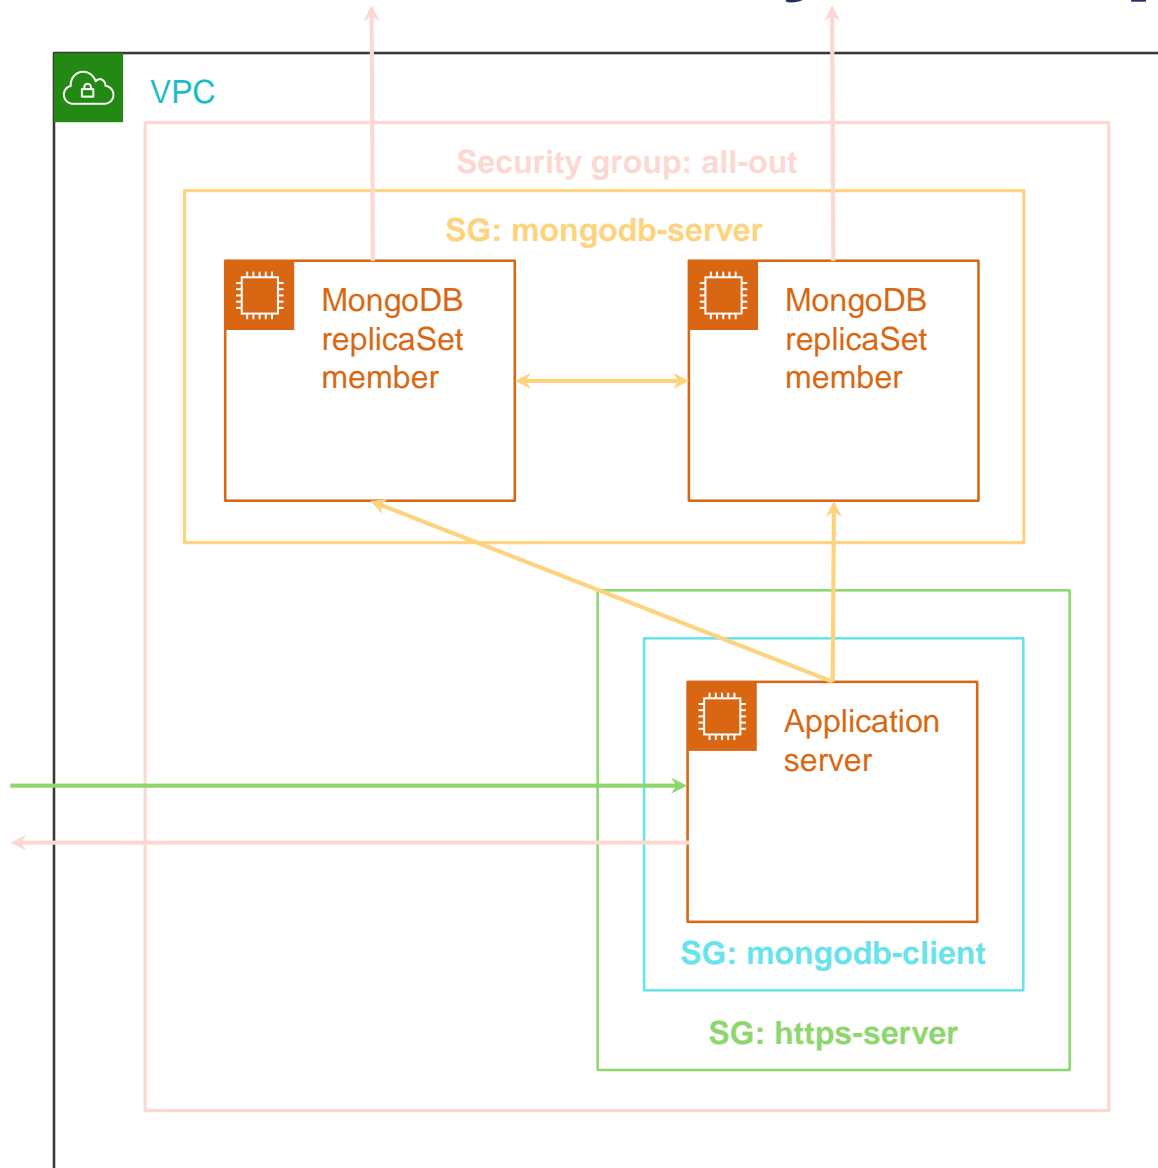 VPC
Security group: all-out
SG: mongodb-server
MongoDB
replicaSet
member
MongoDB
replicaSet
member
Application
server
SG: mongodb-client
SG: https-server